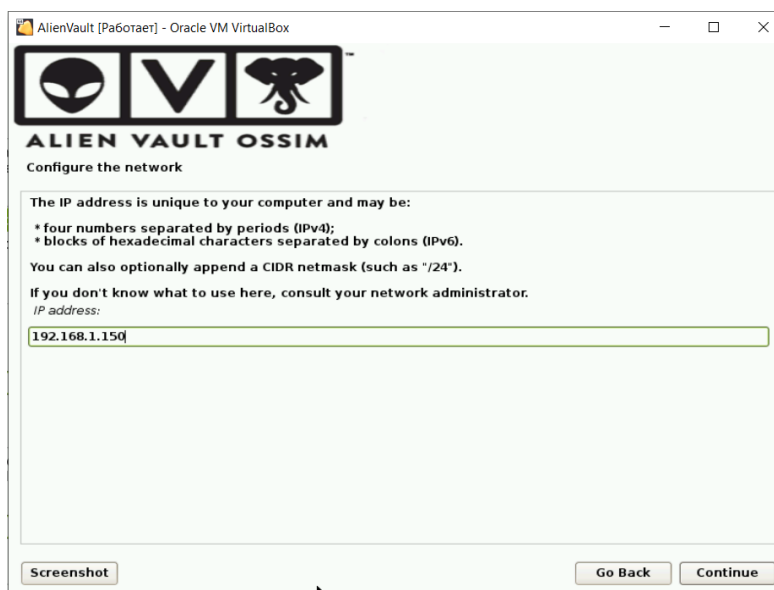 AlienVault [Работает] - Oracle VM VirtualBox
V
TM
ALIEN VAULT OSSIM
Configure the network
The IP address is unique to your computer and may be:
* four numbers separated by periods (IPv4);
* blocks of hexadecimal characters separated by colons (IPv6).
You can also optionally append a CIDR netmask (such as "/24").
If you don't know what to use here, consult your network administrator.
IP address:
192.168.1.150
Screenshot
Go Back
Continue